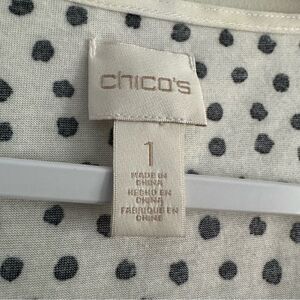 chico's
1
MADE IN
CHINA
HECHO EN
CHINA
FABRIQUÉ EN
CHINE